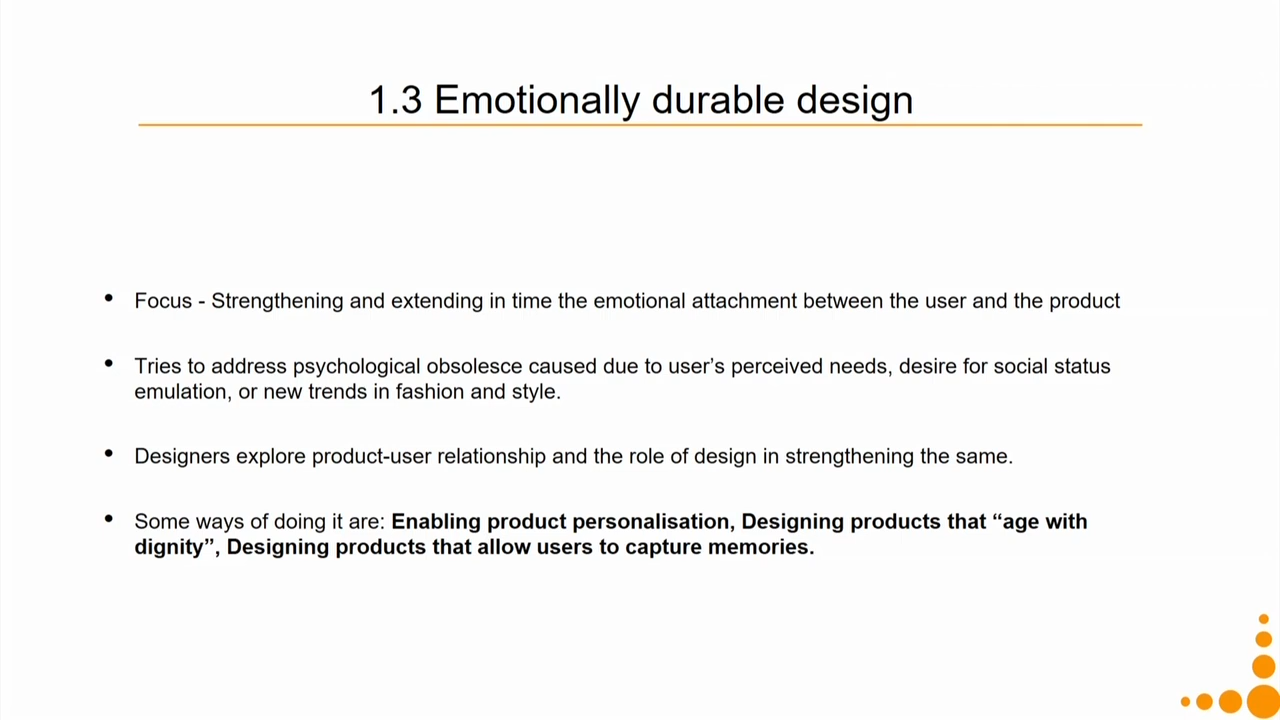 1.3 Emotionally durable design
• Focus - Strengthening and extending in time the emotional attachment between the user and the product
• Tries to address psychological obsolesce caused due to user’s perceived needs, desire for social status
emulation, or new trends in fashion and style.
• Designers explore product-user relationship and the role of design in strengthening the same.
• Some ways of doing it are: Enabling product personalisation, Designing products that “age with
dignity”, Designing products that allow users to capture memories.